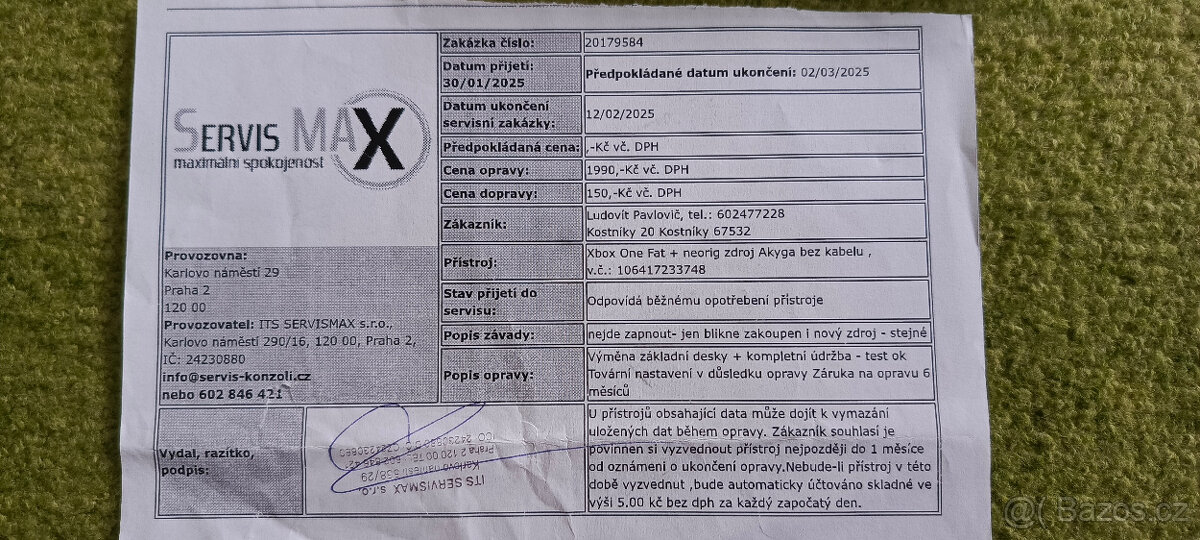 SERVIS MAX
maximální spokojenost
Provozovna:
Karlovo náměstí 29
Praha 2
120 00
Provozovatel: ITS SERVISMAX s.r.o.,
Karlovo náměstí 290/16, 120 00, Praha 2,
IČ: 24230880
info@servis-konzoli.cz
nebo 602 846 421
Zakázka číslo: 20179584
Datum přijetí:
30/01/2025
Předpokládané datum ukončení: 02/03/2025
Datum ukončení
servisní zakázky:
12/02/2025
Předpokládaná cena: ,-Kč vč. DPH
Cena opravy: 1990,-Kč vč. DPH
Cena dopravy: 150,-Kč vč. DPH
Zákazník:
Ludovít Pavlovič, tel.: 602477228
Kostníky 20 Kostníky 67532
Přístroj:
Xbox One Fat + neorig zdroj Akyga bez kabelu ,
v.č.: 106417233748
Stav přijetí do
servisu:
Odpovídá běžnému opotřebení přístroje
Popis závady: nejde zapnout- jen blikne zakoupen i nový zdroj - stejné
Popis opravy:
Výměna základní desky + kompletní údržba - test ok
Tovární nastavení v důsledku opravy Záruka na opravu 6
měsíců
Vydal, razítko,
podpis:
ITS SERVISMAX s.r.o.
Karlovo náměstí
Praha 2 120 00
U přístrojů obsahající data může dojít k vymazání
uložených dat během opravy. Zákazník souhlasí je
povinnen si vyzvednout přístroj nejpozději do 1 měsíce
od oznámeni o ukončení opravy.Nebude-li přístroj v této
době vyzvednut ,bude automaticky účtováno skladné ve
výši 5.00 kč bez dph za každý započatý den.
Bazos.cz